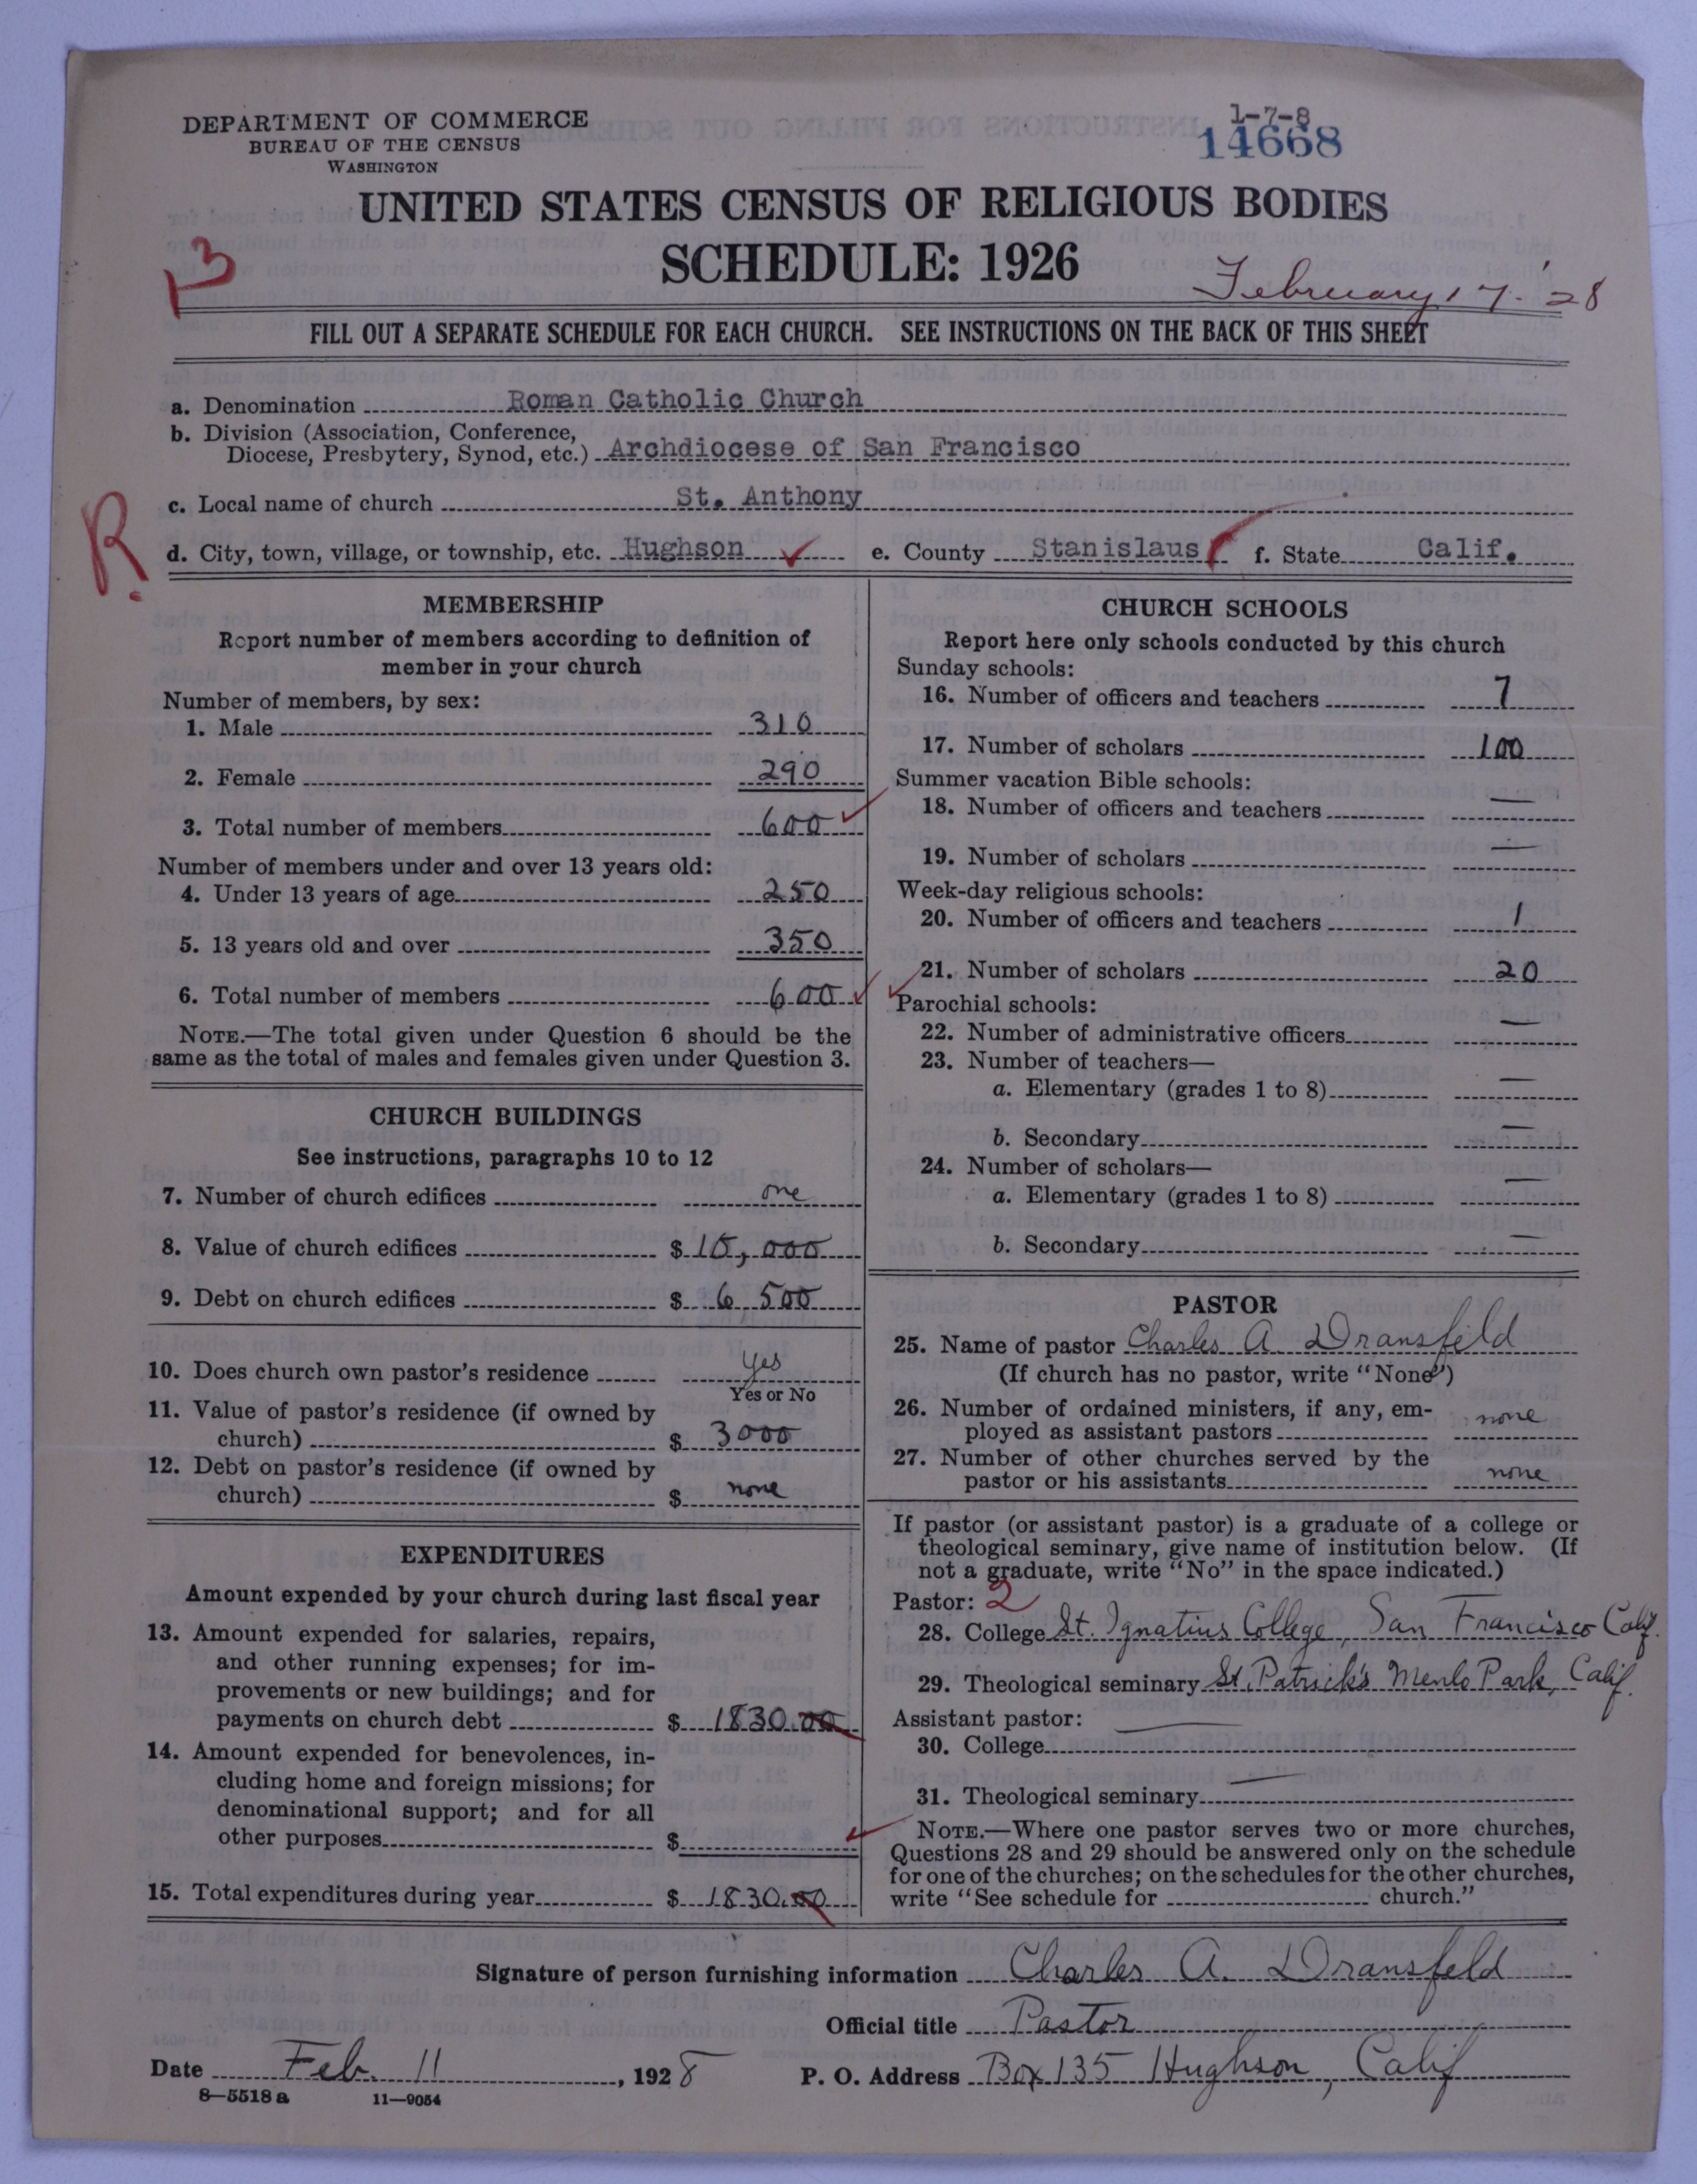 DEPARTMENT OF COMMERCE
BUREAU OF THE CENSUS
WASHINGTON
1-7-8
14668
UNITED STATES CENSUS OF RELIGIOUS BODIES
SCHEDULE: 1926
February 17. '28
FILL OUT A SEPARATE SCHEDULE FOR EACH CHURCH. SEE INSTRUCTIONS ON THE BACK OF THIS SHEET
a. Denomination Roman Catholic Church
b. Division (Association, Conference,
Diocese, Presbytery, Synod, etc.) Archdiocese of San Francisco
c. Local name of church St. Anthony
R.
d. City, town, village, or township, etc. Hughson ✓ e. County Stanislaus f. State Calif.
MEMBERSHIP
Report number of members according to definition of
member in your church
Number of members, by sex:
1. Male 310
2. Female 290
3. Total number of members 600 ✓
Number of members under and over 13 years old:
4. Under 13 years of age 250
5. 13 years old and over 350
6. Total number of members 600 ✓
NOTE.—The total given under Question 6 should be the
same as the total of males and females given under Question 3.
CHURCH BUILDINGS
See instructions, paragraphs 10 to 12
7. Number of church edifices one
8. Value of church edifices $ 10,000
9. Debt on church edifices $ 6 500
10. Does church own pastor's residence yes
Yes or No
11. Value of pastor's residence (if owned by
church) $ 3000
12. Debt on pastor's residence (if owned by
church) $ none
EXPENDITURES
Amount expended by your church during last fiscal year
13. Amount expended for salaries, repairs,
and other running expenses; for im-
provements or new buildings; and for
payments on church debt $ 1830.00
14. Amount expended for benevolences, in-
cluding home and foreign missions; for
denominational support; and for all
other purposes $
15. Total expenditures during year $ 1830.00
CHURCH SCHOOLS
Report here only schools conducted by this church
Sunday schools:
16. Number of officers and teachers 7
17. Number of scholars 100
Summer vacation Bible schools:
18. Number of officers and teachers —
19. Number of scholars —
Week-day religious schools:
20. Number of officers and teachers 1
21. Number of scholars 20
Parochial schools:
22. Number of administrative officers —
23. Number of teachers—
a. Elementary (grades 1 to 8) —
b. Secondary —
24. Number of scholars—
a. Elementary (grades 1 to 8) —
b. Secondary —
PASTOR
25. Name of pastor Charles A. Dransfeild
(If church has no pastor, write "None")
26. Number of ordained ministers, if any, em-
ployed as assistant pastors none
27. Number of other churches served by the
pastor or his assistants none
If pastor (or assistant pastor) is a graduate of a college or
theological seminary, give name of institution below. (If
not a graduate, write "No" in the space indicated.)
Pastor: 2
28. College St. Ignatius College, San Francisco Calif.
29. Theological seminary St. Patrick's Menlo Park, Calif.
Assistant pastor: —
30. College
31. Theological seminary —
NOTE.—Where one pastor serves two or more churches,
Questions 28 and 29 should be answered only on the schedule
for one of the churches; on the schedules for the other churches,
write "See schedule for church."
Signature of person furnishing information Charles A. Dransfeld
Official title Pastor
Date Feb. 11, 1928 P. O. Address Box 135 Hughson, Calif
8—5518 a 11—9054